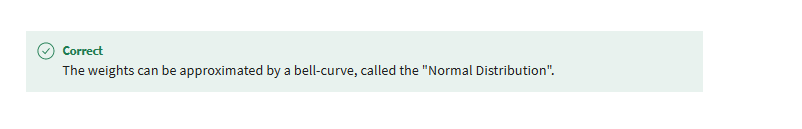 Correct
The weights can be approximated by a bell-curve, called the "Normal Distribution".